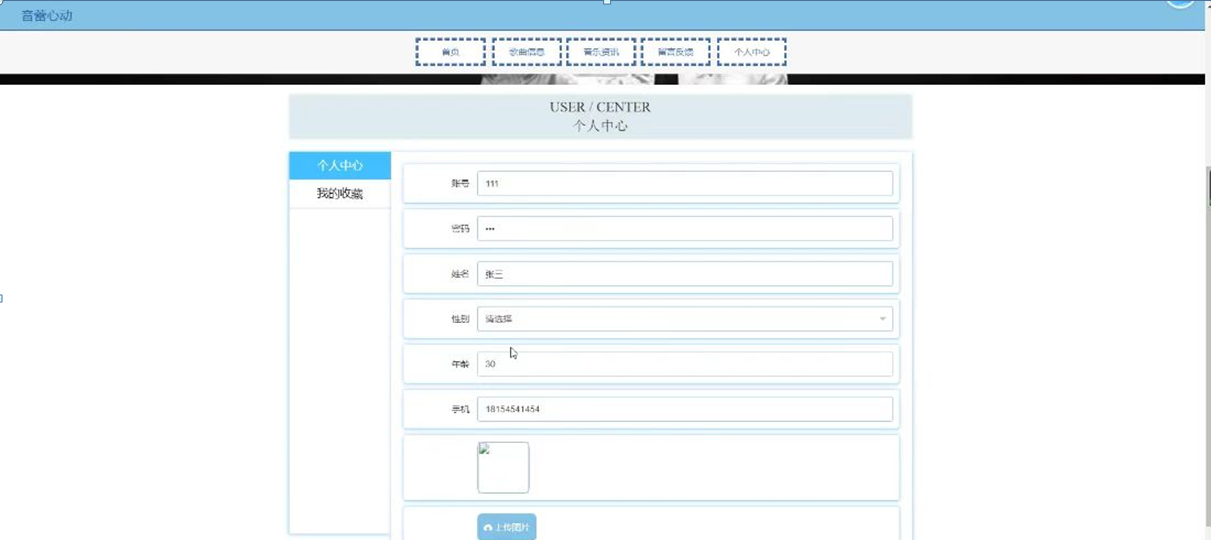 音蕾心动
首页 歌曲信息 音乐资讯 留言反馈 个人中心
USER / CENTER
个人中心
个人中心
我的收藏
账号 111
密码 •••
姓名 张三
性别 请选择
年龄 30
手机 18154541454
上传图片